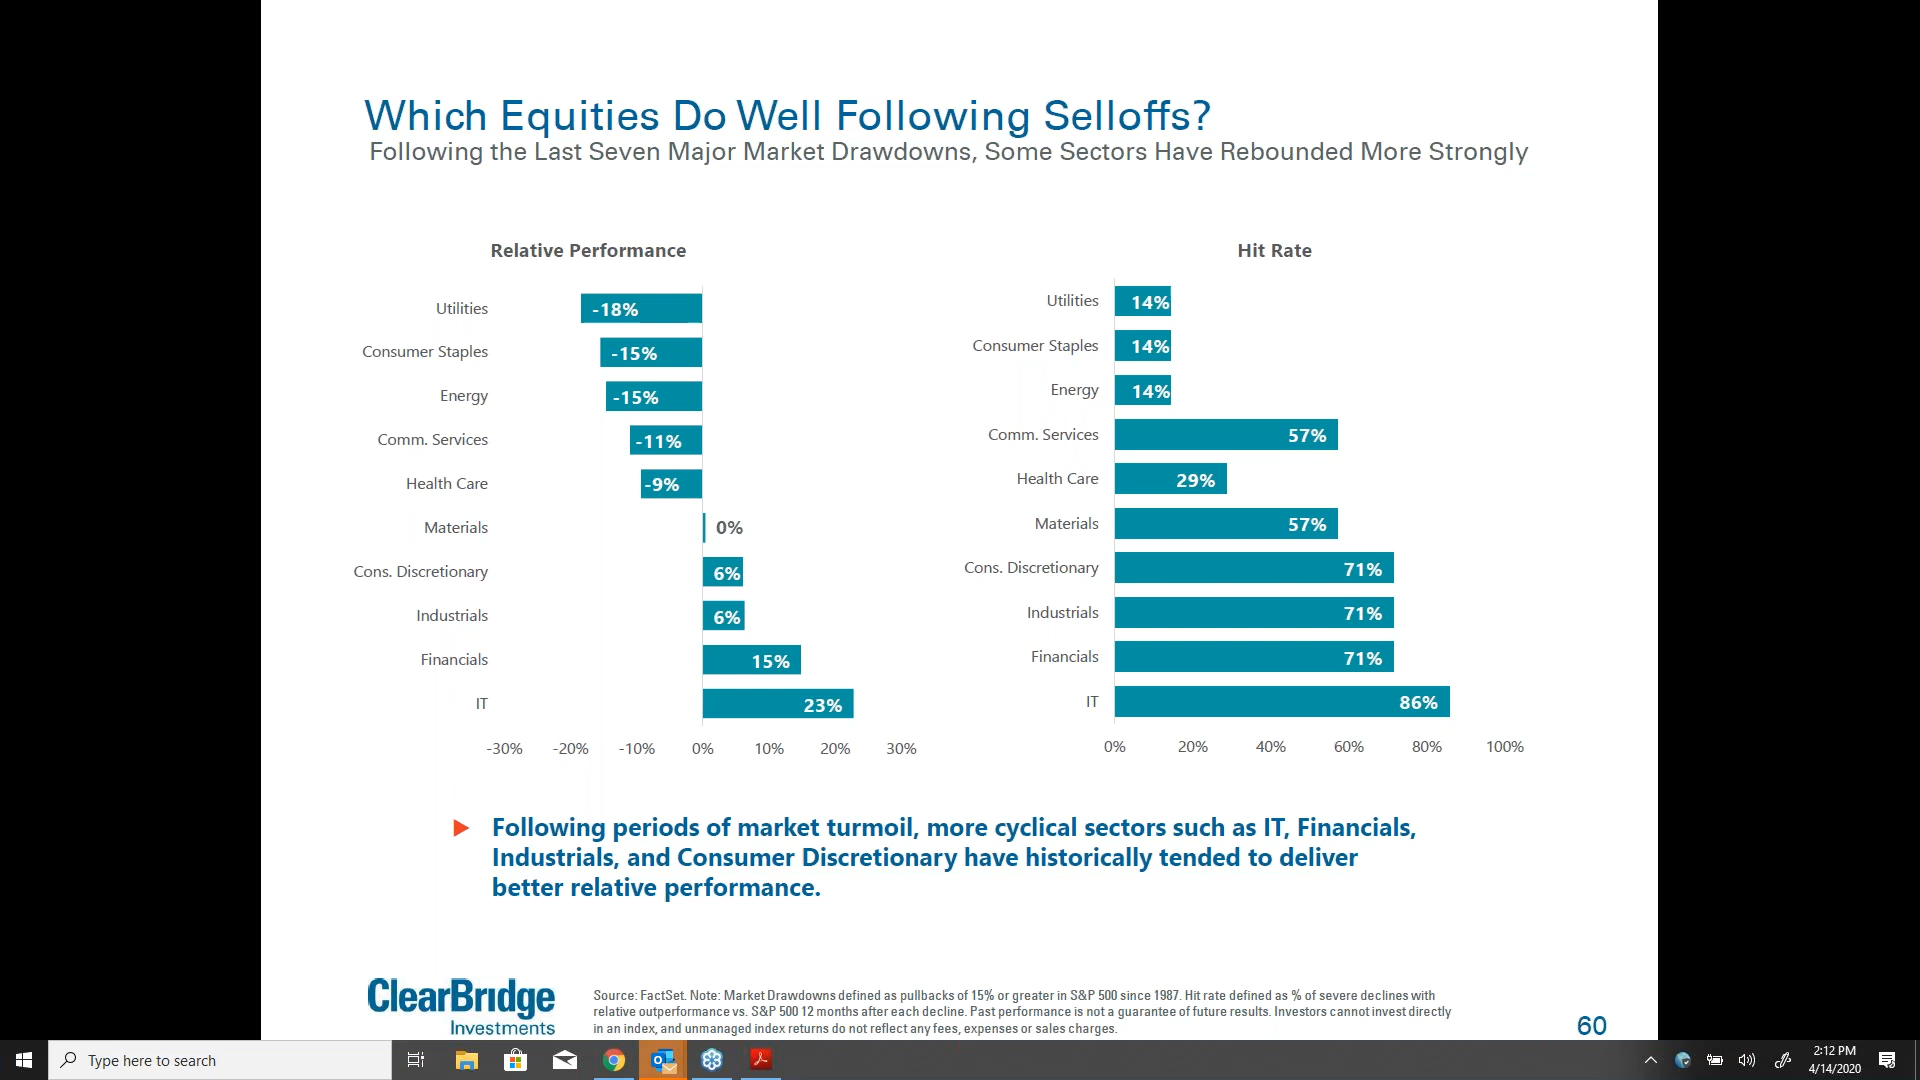 Which Equities Do Well Following Selloffs?
Following the Last Seven Major Market Drawdowns, Some Sectors Have Rebounded More Strongly
Relative Performance
Utilities -18%
Consumer Staples -15%
Energy -15%
Comm. Services -11%
Health Care -9%
Materials 0%
Cons. Discretionary 6%
Industrials 6%
Financials 15%
IT 23%
-30% -20% -10% 0% 10% 20% 30%
Hit Rate
Utilities 14%
Consumer Staples 14%
Energy 14%
Comm. Services 57%
Health Care 29%
Materials 57%
Cons. Discretionary 71%
Industrials 71%
Financials 71%
IT 86%
0% 20% 40% 60% 80% 100%
Following periods of market turmoil, more cyclical sectors such as IT, Financials,
Industrials, and Consumer Discretionary have historically tended to deliver
better relative performance.
ClearBridge
Investments
Source: FactSet. Note: Market Drawdowns defined as pullbacks of 15% or greater in S&P 500 since 1987. Hit rate defined as % of severe declines with
relative outperformance vs. S&P 500 12 months after each decline. Past performance is not a guarantee of future results. Investors cannot invest directly
in an index, and unmanaged index returns do not reflect any fees, expenses or sales charges.
60
Type here to search
2:12 PM
4/14/2020